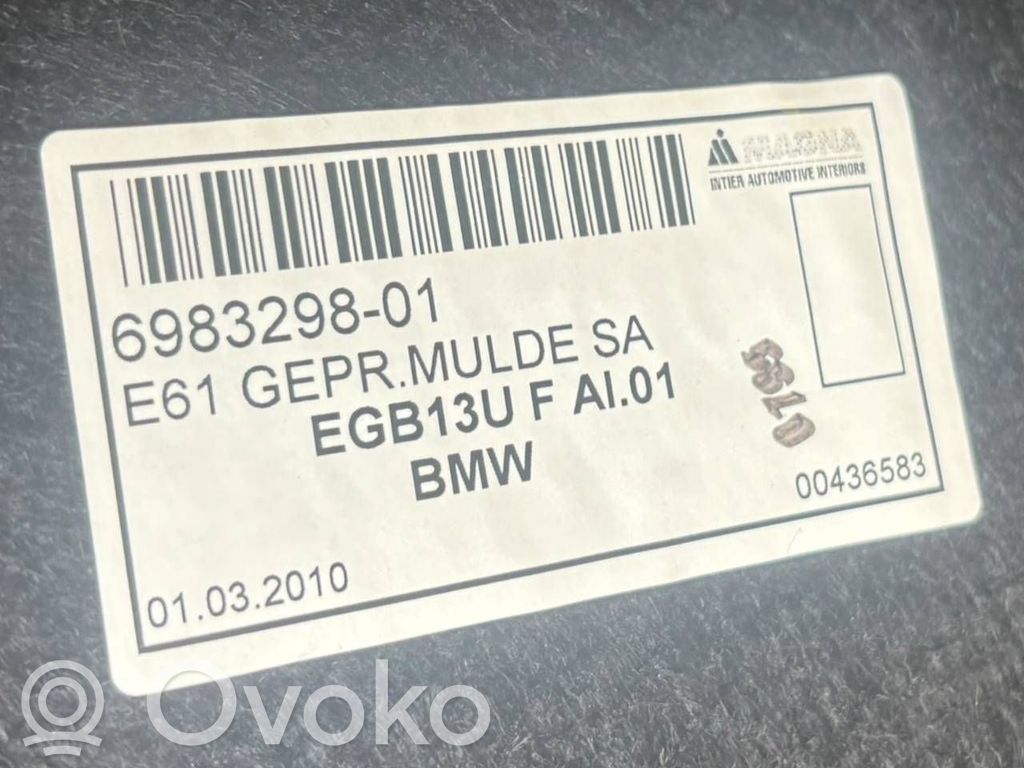 MAGNA
INTIER AUTOMOTIVE INTERIORS
6983298-01
E61 GEPR.MULDE SA
EGB13U F AI.01
BMW
00436583
01.03.2010
Ovoko